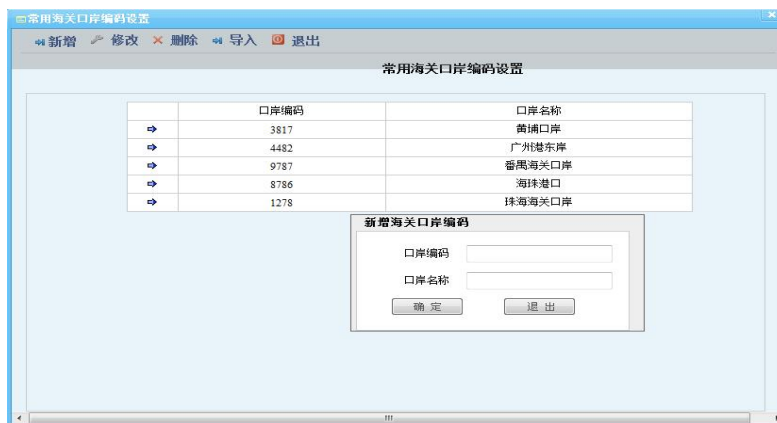 常用海关口岸编码设置
新增 修改 删除 导入 退出
常用海关口岸编码设置
口岸编码 口岸名称
3817 黄埔口岸
4482 广州港东岸
9787 番禺海关口岸
8786 海珠港口
1278 珠海海关口岸
新增海关口岸编码
口岸编码
口岸名称
确 定 退 出